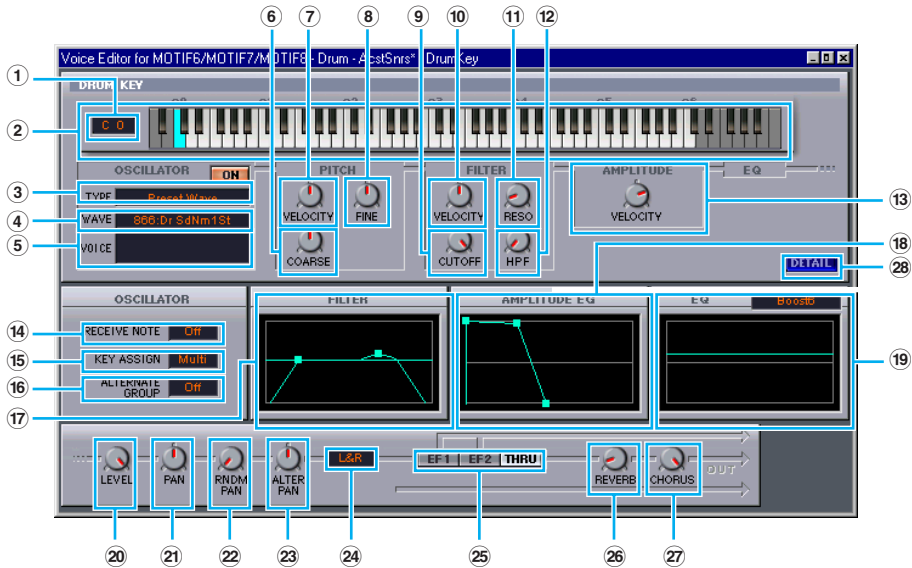 6 7 8 9 10 11 12
Voice Editor for MOTIF6/MOTIF7/MOTIF8 - Drum - AcstSnrs* - DrumKey
1
DRUM KEY
2
C 0
OSCILLATOR ON PITCH FILTER AMPLITUDE EQ
3
TYPE Preset Wave
4
WAVE 866:Dr SdNm1St
5
VOICE
VELOCITY FINE VELOCITY RESO VELOCITY
13
COARSE CUTOFF HPF
18
DETAIL
28
OSCILLATOR FILTER AMPLITUDE EG EQ Boost6
14
RECEIVE NOTE Off
15
KEY ASSIGN Multi
19
16
ALTERNATE GROUP Off
17
LEVEL PAN RNDM PAN ALTER PAN L&R EF1 EF2 THRU REVERB CHORUS OUT
20 21 22 23 24 25 26 27